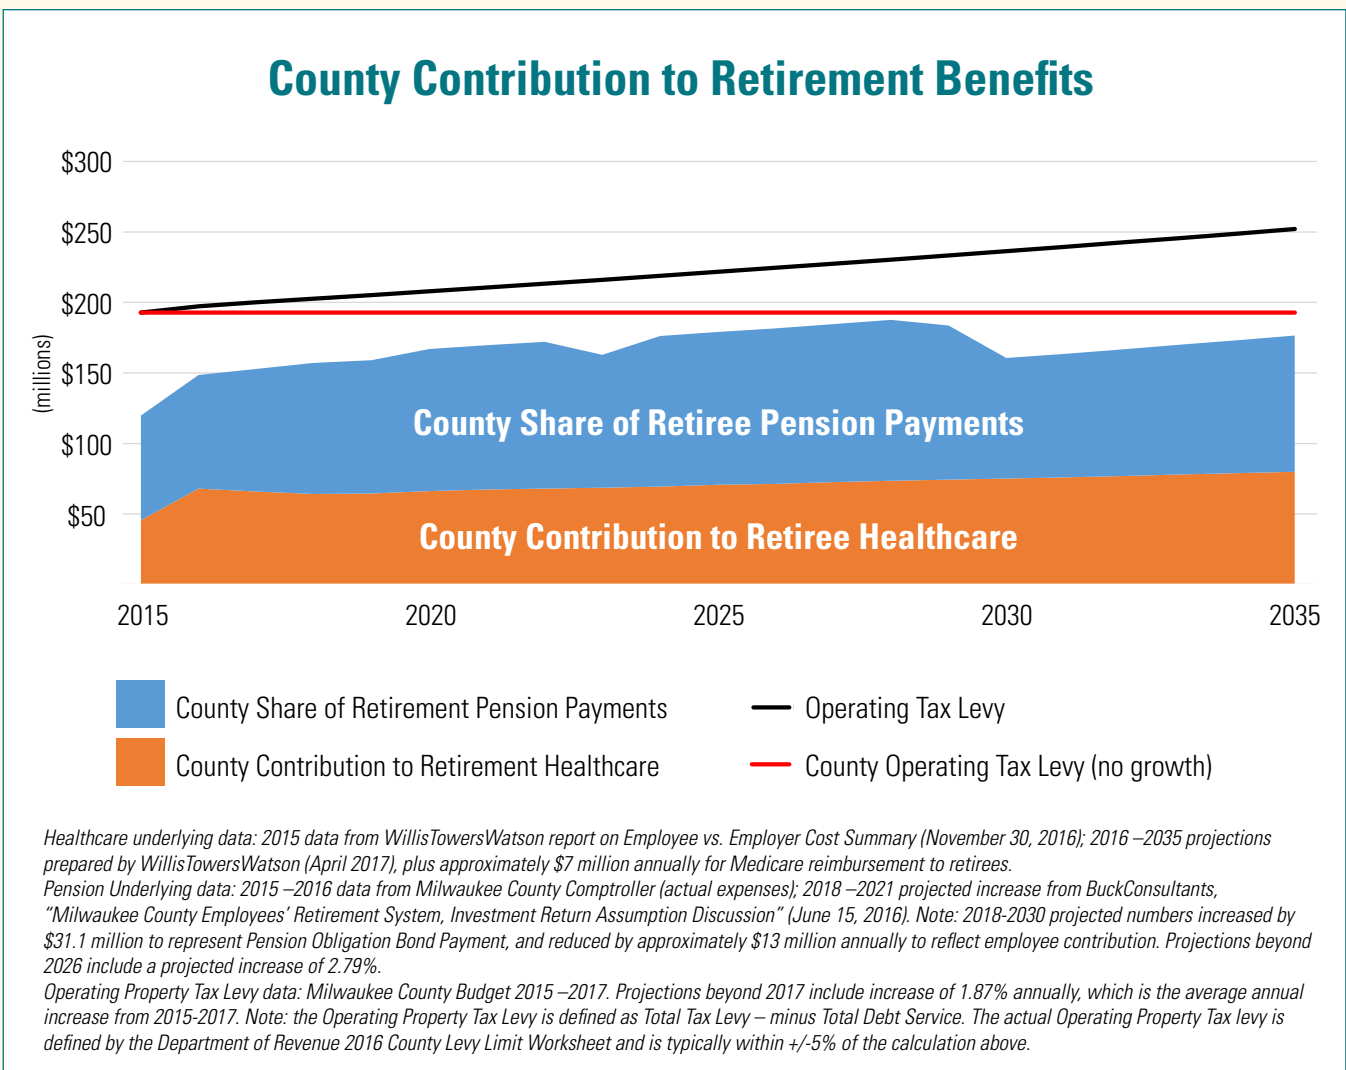 County Contribution to Retirement Benefits
$300
$250
$200
$150
$100
$50
(millions)
County Share of Retiree Pension Payments
County Contribution to Retiree Healthcare
2015 2020 2025 2030 2035
County Share of Retirement Pension Payments
Operating Tax Levy
County Contribution to Retirement Healthcare
County Operating Tax Levy (no growth)
Healthcare underlying data: 2015 data from WillisTowersWatson report on Employee vs. Employer Cost Summary (November 30, 2016); 2016 –2035 projections
prepared by WillisTowersWatson (April 2017), plus approximately $7 million annually for Medicare reimbursement to retirees.
Pension Underlying data: 2015 –2016 data from Milwaukee County Comptroller (actual expenses); 2018 –2021 projected increase from BuckConsultants,
“Milwaukee County Employees’ Retirement System, Investment Return Assumption Discussion” (June 15, 2016). Note: 2018-2030 projected numbers increased by
$31.1 million to represent Pension Obligation Bond Payment, and reduced by approximately $13 million annually to reflect employee contribution. Projections beyond
2026 include a projected increase of 2.79%.
Operating Property Tax Levy data: Milwaukee County Budget 2015 –2017. Projections beyond 2017 include increase of 1.87% annually, which is the average annual
increase from 2015-2017. Note: the Operating Property Tax Levy is defined as Total Tax Levy – minus Total Debt Service. The actual Operating Property Tax levy is
defined by the Department of Revenue 2016 County Levy Limit Worksheet and is typically within +/-5% of the calculation above.